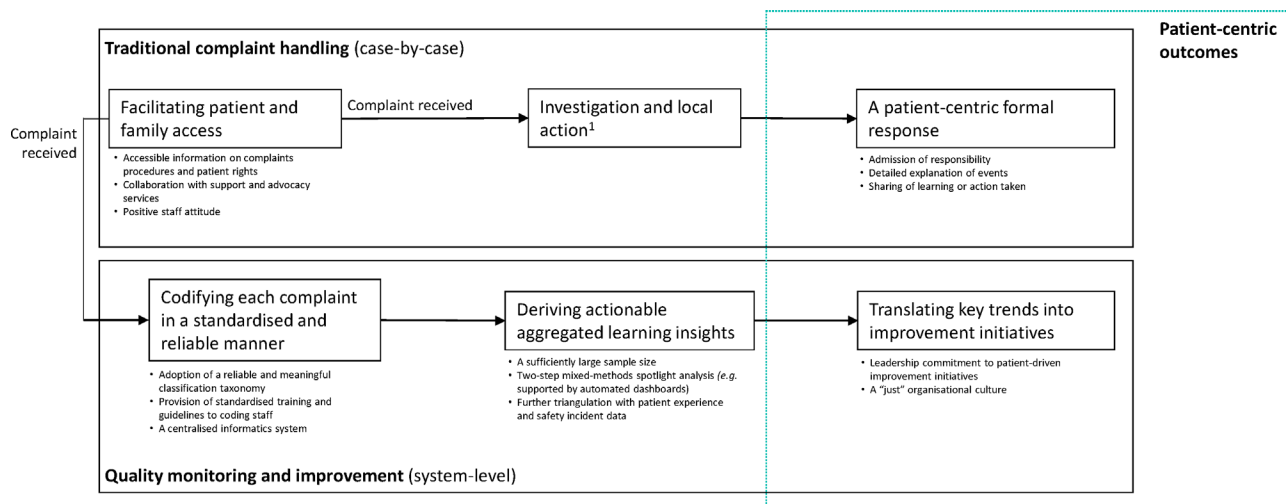 Patient-centric
outcomes
Traditional complaint handling (case-by-case)
Complaint
received
Facilitating patient and
family access
• Accessible information on complaints
procedures and patient rights
• Collaboration with support and advocacy
services
• Positive staff attitude
Complaint received
Investigation and local
action¹
A patient-centric formal
response
• Admission of responsibility
• Detailed explanation of events
• Sharing of learning or action taken
Codifying each complaint
in a standardised and
reliable manner
• Adoption of a reliable and meaningful
classification taxonomy
• Provision of standardised training and
guidelines to coding staff
• A centralised informatics system
Deriving actionable
aggregated learning insights
• A sufficiently large sample size
• Two-step mixed-methods spotlight analysis (e.g.
supported by automated dashboards)
• Further triangulation with patient experience
and safety incident data
Translating key trends into
improvement initiatives
• Leadership commitment to patient-driven
improvement initiatives
• A "just" organisational culture
Quality monitoring and improvement (system-level)